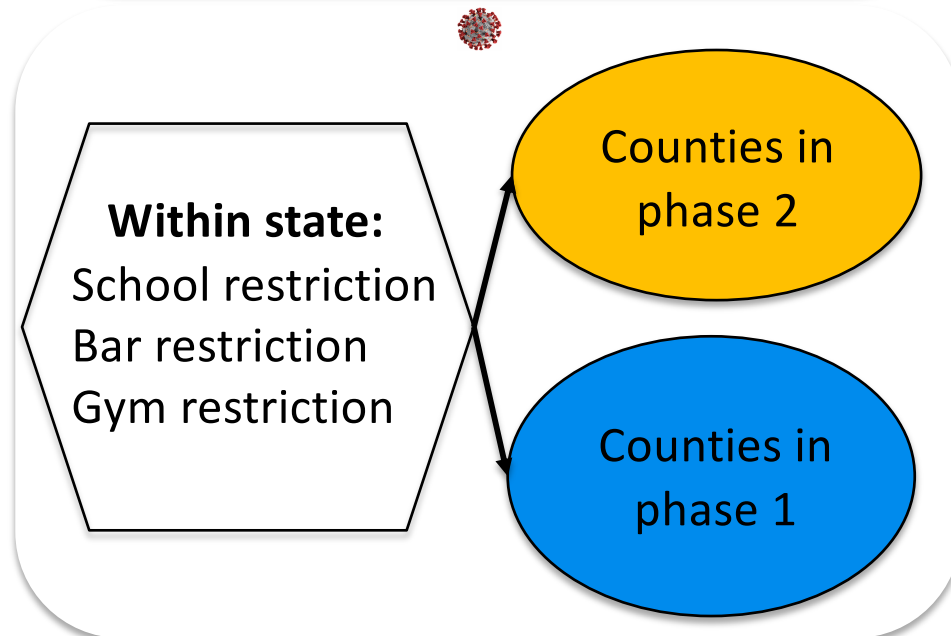 Within state:
School restriction
Bar restriction
Gym restriction
Counties in
phase 2
Counties in
phase 1